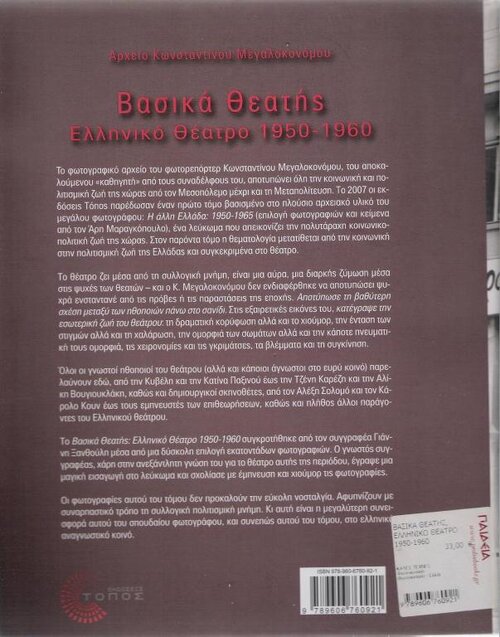 Αρχείο Κωνσταντίνου Μεγαλοκονόμου
Βασικά Θεατής
Ελληνικό Θέατρο 1950-1960
Το φωτογραφικό αρχείο του φωτορεπόρτερ Κωνσταντίνου Μεγαλοκονόμου, του αποκα-
λούμενου «καθηγητή» από τους συναδέλφους του, αποτυπώνει όλη την κοινωνική και πο-
λιτισμική ζωή της χώρας από τον Μεσοπόλεμο μέχρι και τη Μεταπολίτευση. Το 2007 οι εκ-
δόσεις Τόπος παρέδωσαν έναν πρώτο τόμο βασισμένο στο πλούσιο αρχειακό υλικό του
μεγάλου φωτογράφου: Η άλλη Ελλάδα: 1950-1965 (επιλογή φωτογραφιών και κείμενα
από τον Άρη Μαραγκόπουλο), ένα λεύκωμα που απεικονίζει την πολυτάραχη κοινωνικο-
πολιτική ζωή της χώρας. Στον παρόντα τόμο η θεματολογία μετατίθεται από την κοινωνική
στην πολιτισμική ζωή της Ελλάδας και συγκεκριμένα στο θέατρο.
Το θέατρο ζει μέσα από τη συλλογική μνήμη, είναι μια αύρα, μια διαρκής ζύμωση μέσα
στις ψυχές των θεατών – και ο Κ. Μεγαλοκονόμου δεν ενδιαφέρθηκε να αποτυπώσει ψυ-
χρά ενσταντανέ από τις πρόβες ή τις παραστάσεις της εποχής. Αποτύπωσε τη βαθύτερη
σχέση μεταξύ των ηθοποιών πάνω στο σανίδι. Στις εξαιρετικές εικόνες του, κατέγραψε την
εσωτερική ζωή του θεάτρου: τη δραματική κορύφωση αλλά και το χιούμορ, την ένταση των
στιγμών αλλά και τη χαλάρωση, την ομορφιά των σωμάτων αλλά και την κάποτε πνευματι-
κή τους ομορφιά, τις χειρονομίες και τις γκριμάτσες, τα βλέμματα και τη συγκίνηση.
Όλοι οι γνωστοί ηθοποιοί του θεάτρου (αλλά και κάποιοι άγνωστοι στο ευρύ κοινό) παρε-
λαύνουν εδώ, από την Κυβέλη και την Κατίνα Παξινού έως την Τζένη Καρέζη και την Αλί-
κη Βουγιουκλάκη, καθώς και δημιουργικοί σκηνοθέτες, από τον Αλέξη Σολομό και τον Κά-
ρολο Κουν έως τους εμπνευστές των επιθεωρήσεων, καθώς και πλήθος άλλοι παράγο-
ντες του Ελληνικού θεάτρου.
Το Βασικά Θεατής: Ελληνικό Θέατρο 1950-1960 συγκροτήθηκε από τον συγγραφέα Γιάν-
νη Ξανθούλη μέσα από μια δύσκολη επιλογή εκατοντάδων φωτογραφιών. Ο γνωστός συγ-
γραφέας, χάρη στην ανεξάντλητη γνώση του για το θέατρο αυτής της περιόδου, έγραψε μια
μαγική εισαγωγή στο λεύκωμα και σχολίασε με έμπνευση και χιούμορ τις φωτογραφίες.
Οι φωτογραφίες αυτού του τόμου δεν προκαλούν την εύκολη νοσταλγία. Αφυπνίζουν με
συναρπαστικό τρόπο τη συλλογική πολιτισμική μνήμη. Κι αυτή είναι η μεγαλύτερη συνει-
σφορά αυτού του σπουδαίου φωτογράφου, και συνεπώς αυτού του τόμου, στο ελληνικό
αναγνωστικό κοινό.
ΕΚΔΟΣΕΙΣ
ΤΟΠΟΣ
ISBN 978-960-6760-92-1
9 789606 760921
ΠΑΙΔΕΙΑ
ΒΑΣΙΚΑ ΘΕΑΤΗΣ,
ΕΛΛΗΝΙΚΟ ΘΕΑΤΡΟ
1950-1960
33,00
9 789606 760921